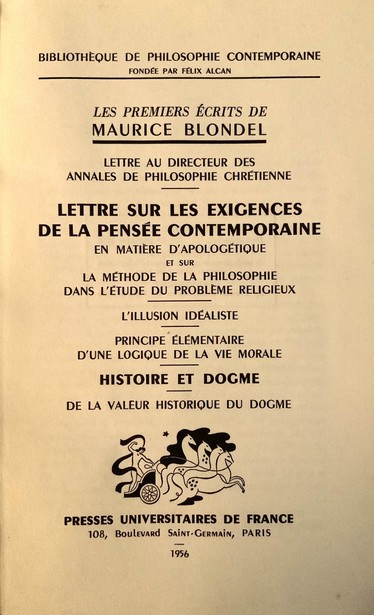 BIBLIOTHÈQUE DE PHILOSOPHIE CONTEMPORAINE
FONDÉE PAR FÉLIX ALCAN
LES PREMIERS ÉCRITS DE
MAURICE BLONDEL
LETTRE AU DIRECTEUR DES
ANNALES DE PHILOSOPHIE CHRÉTIENNE
LETTRE SUR LES EXIGENCES
DE LA PENSÉE CONTEMPORAINE
EN MATIÈRE D'APOLOGÉTIQUE
ET SUR
LA MÉTHODE DE LA PHILOSOPHIE
DANS L'ÉTUDE DU PROBLÈME RELIGIEUX
L'ILLUSION IDÉALISTE
PRINCIPE ÉLÉMENTAIRE
D'UNE LOGIQUE DE LA VIE MORALE
HISTOIRE ET DOGME
DE LA VALEUR HISTORIQUE DU DOGME
PRESSES UNIVERSITAIRES DE FRANCE
108, BOULEVARD SAINT-GERMAIN, PARIS
1956